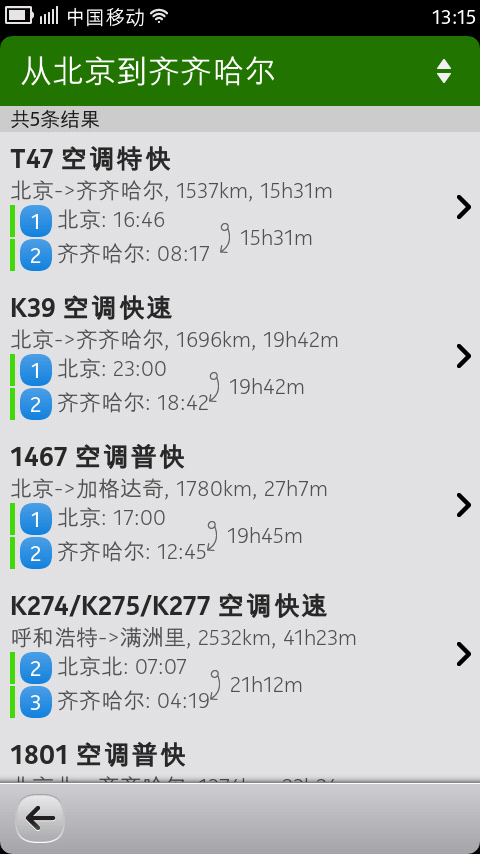 中国移动 13:15
从北京到齐齐哈尔
共5条结果
T47 空调特快
北京->齐齐哈尔, 1537km, 15h31m
1 北京: 16:46
15h31m
2 齐齐哈尔: 08:17
K39 空调快速
北京->齐齐哈尔, 1696km, 19h42m
1 北京: 23:00
19h42m
2 齐齐哈尔: 18:42
1467 空调普快
北京->加格达奇, 1780km, 27h7m
1 北京: 17:00
19h45m
2 齐齐哈尔: 12:45
K274/K275/K277 空调快速
呼和浩特->满洲里, 2532km, 41h23m
2 北京北: 07:07
21h12m
3 齐齐哈尔: 04:19
1801 空调普快